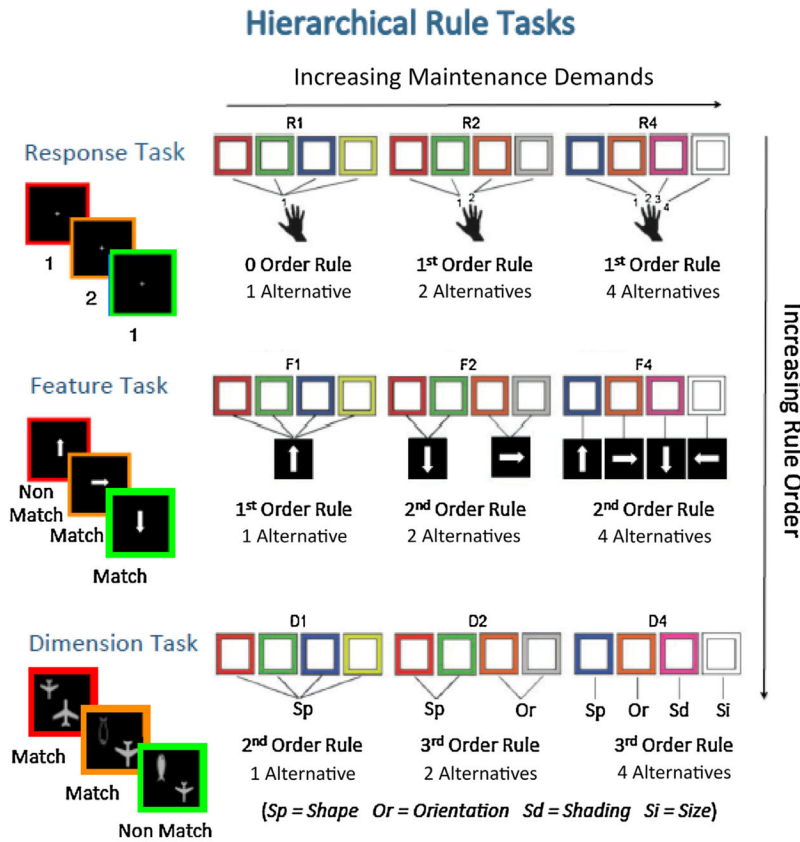 Hierarchical Rule Tasks
Increasing Maintenance Demands
Response Task
R1 R2 R4
1 1 2 1 2 3 4
0 Order Rule 1st Order Rule 1st Order Rule
1 Alternative 2 Alternatives 4 Alternatives
1
2
1
Feature Task
F1 F2 F4
Non
Match
Match
Match
1st Order Rule 2nd Order Rule 2nd Order Rule
1 Alternative 2 Alternatives 4 Alternatives
Dimension Task
D1 D2 D4
Sp Sp Or Sp Or Sd Si
Match
Match
Non Match
2nd Order Rule 3rd Order Rule 3rd Order Rule
1 Alternative 2 Alternatives 4 Alternatives
(Sp = Shape Or = Orientation Sd = Shading Si = Size)
Increasing Rule Order